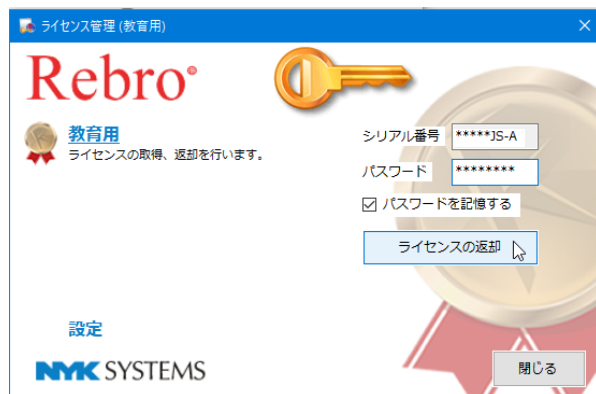 ライセンス管理 (教育用)
Rebro®
教育用
ライセンスの取得、返却を行います。
シリアル番号 *****JS-A
パスワード ********
パスワードを記憶する
ライセンスの返却
設定
NYK SYSTEMS
閉じる